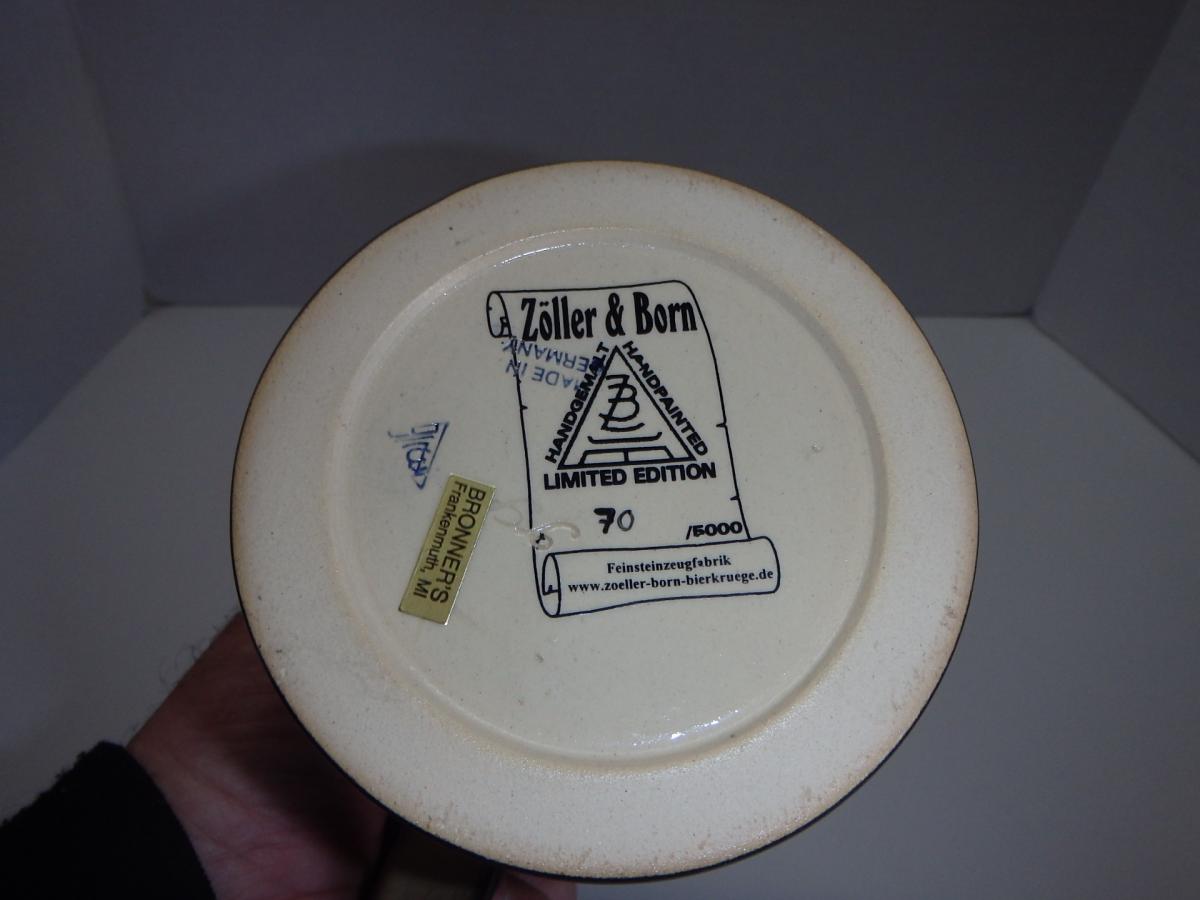 Zöller & Born
MADE IN
GERMANY
HANDGEMALT
HANDPAINTED
ZB
LIMITED EDITION
70 /5000
Feinsteinzeugfabrik
www.zoeller-born-bierkruege.de
BRONNER'S
Frankenmuth, MI